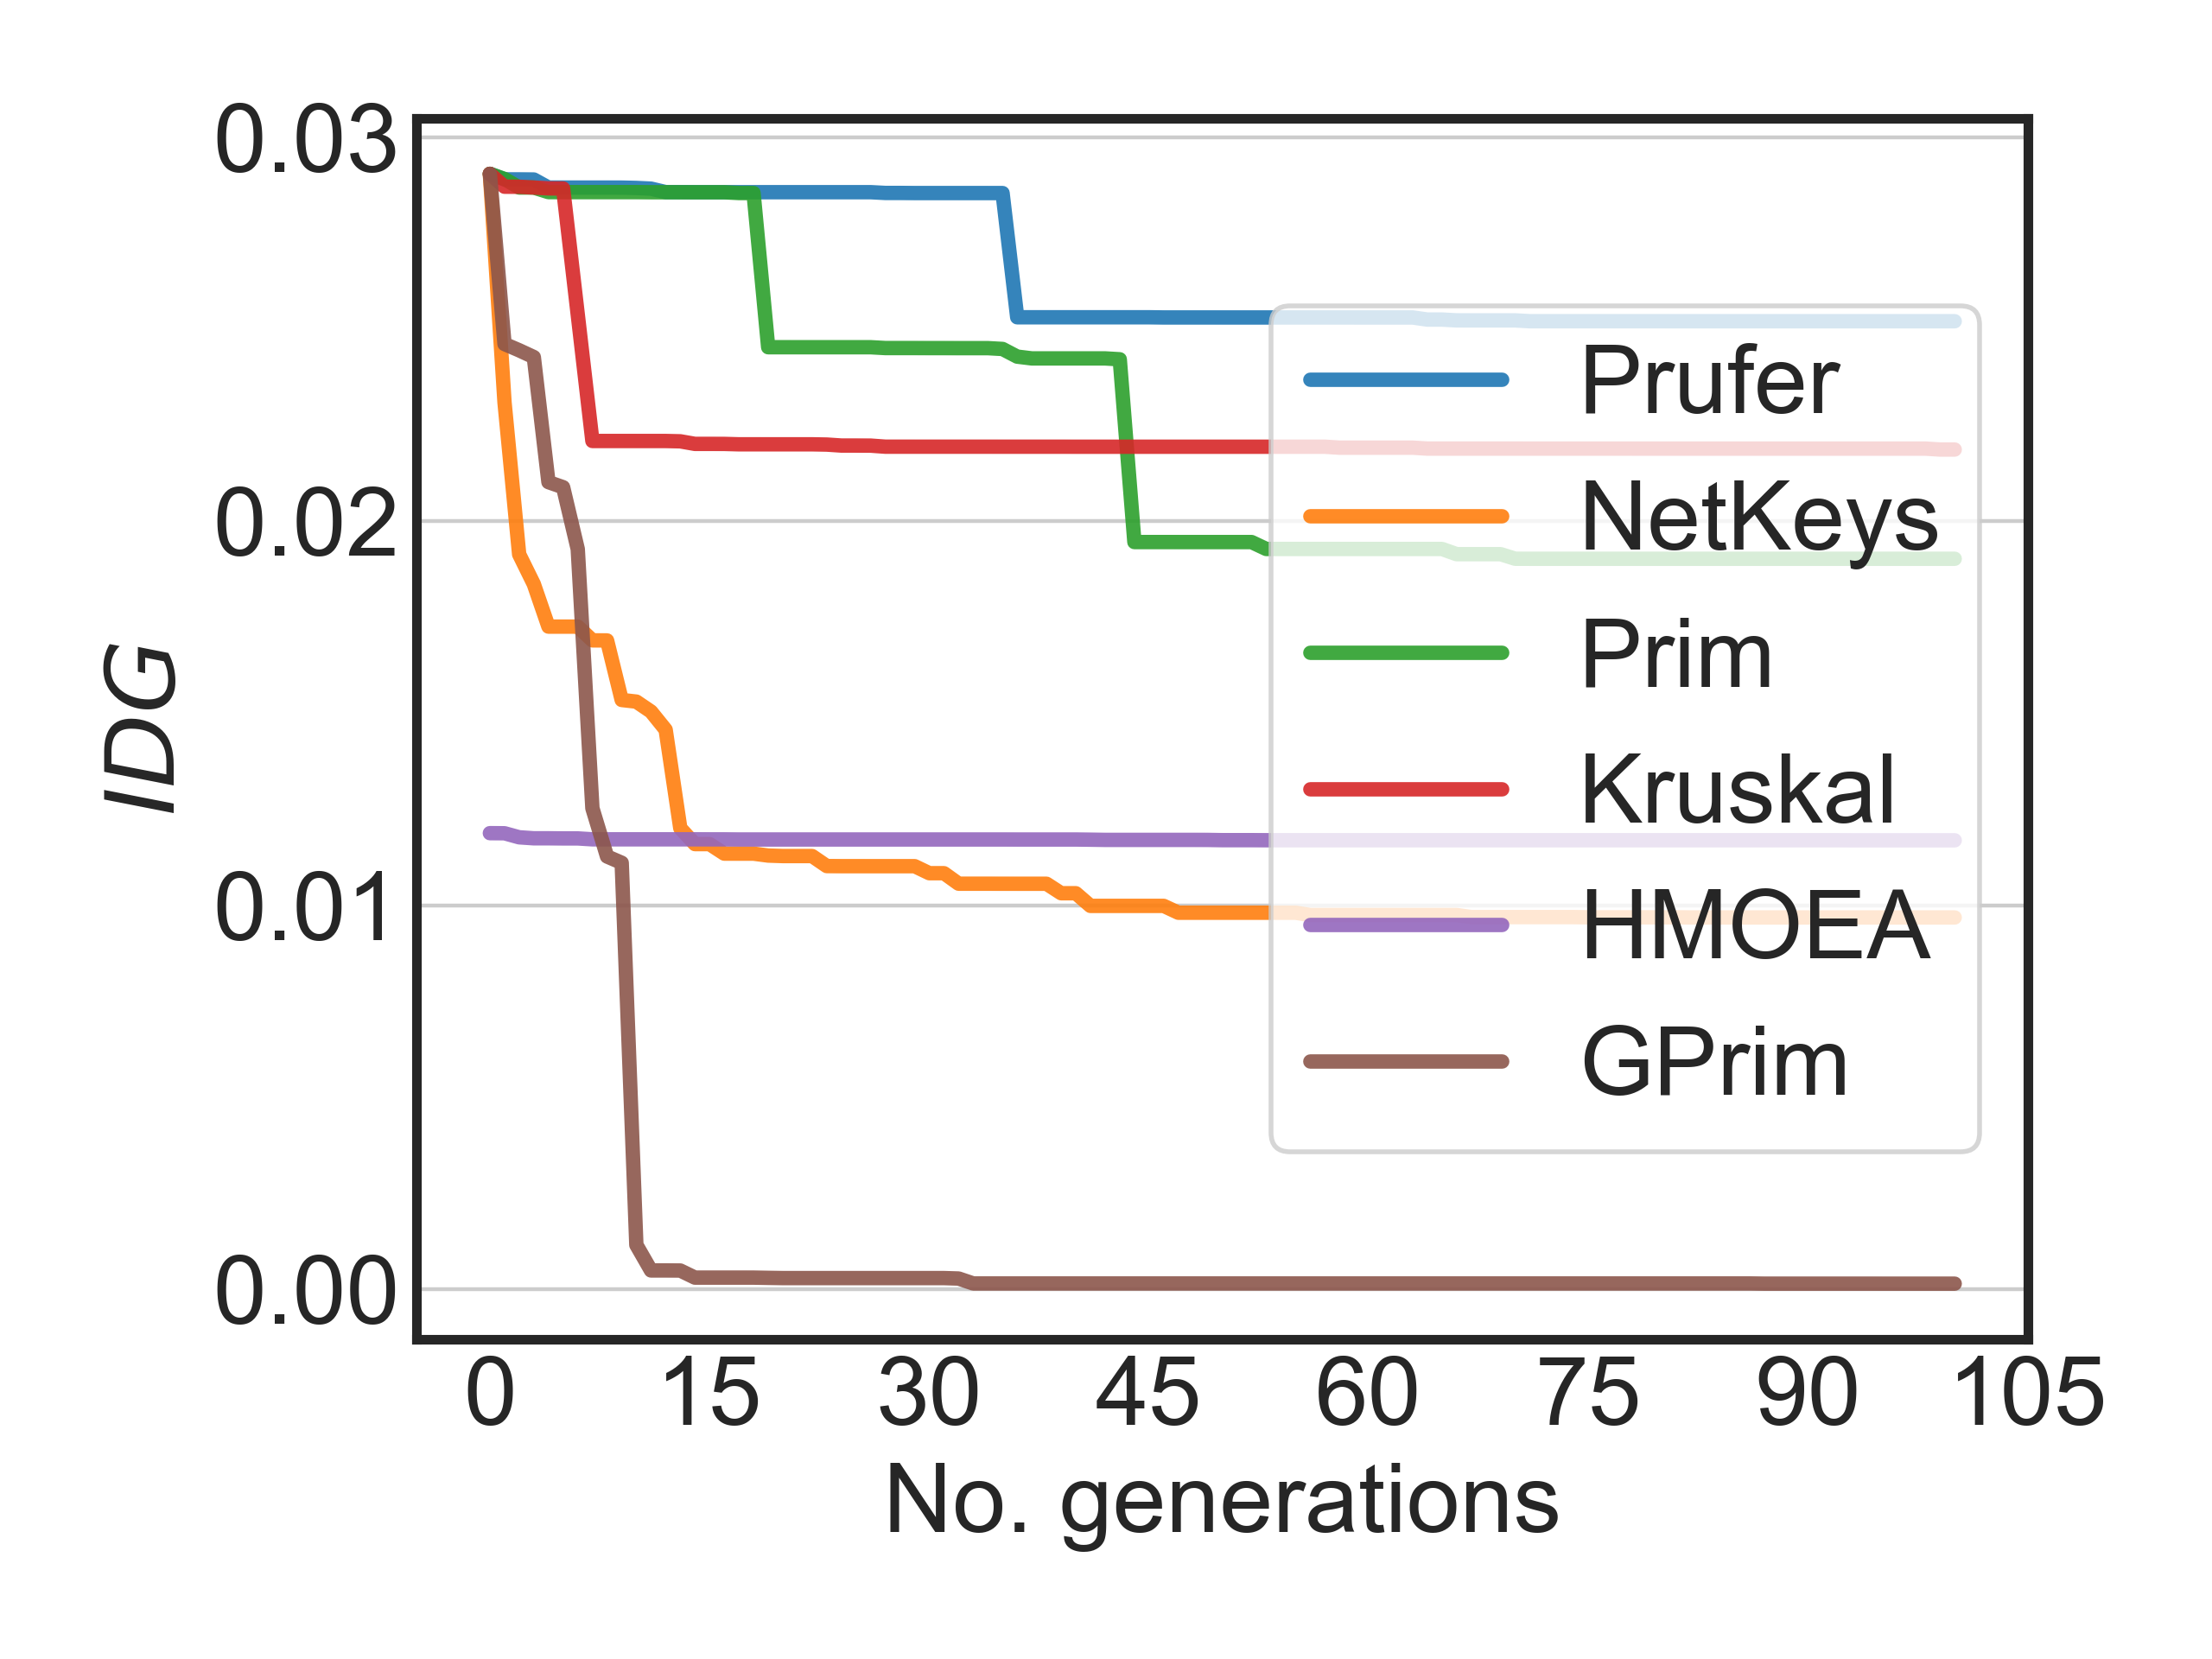 0.03
0.02
0.01
0.00
IDG
0 15 30 45 60 75 90 105
No. generations
Prufer
NetKeys
Prim
Kruskal
HMOEA
GPrim